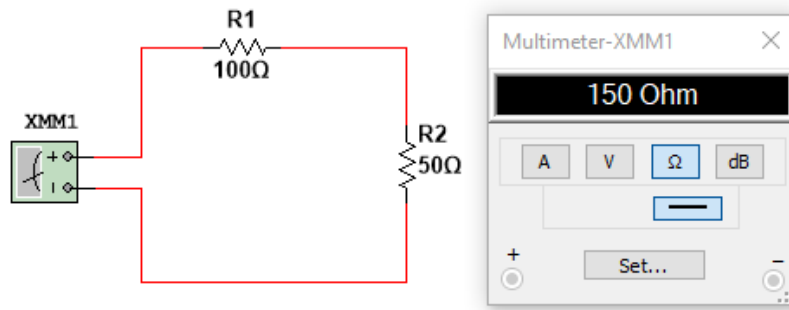 R1
100Ω
XMM1
+
R2
50Ω
Multimeter-XMM1
150 Ohm
A V Ω dB
+ Set... −